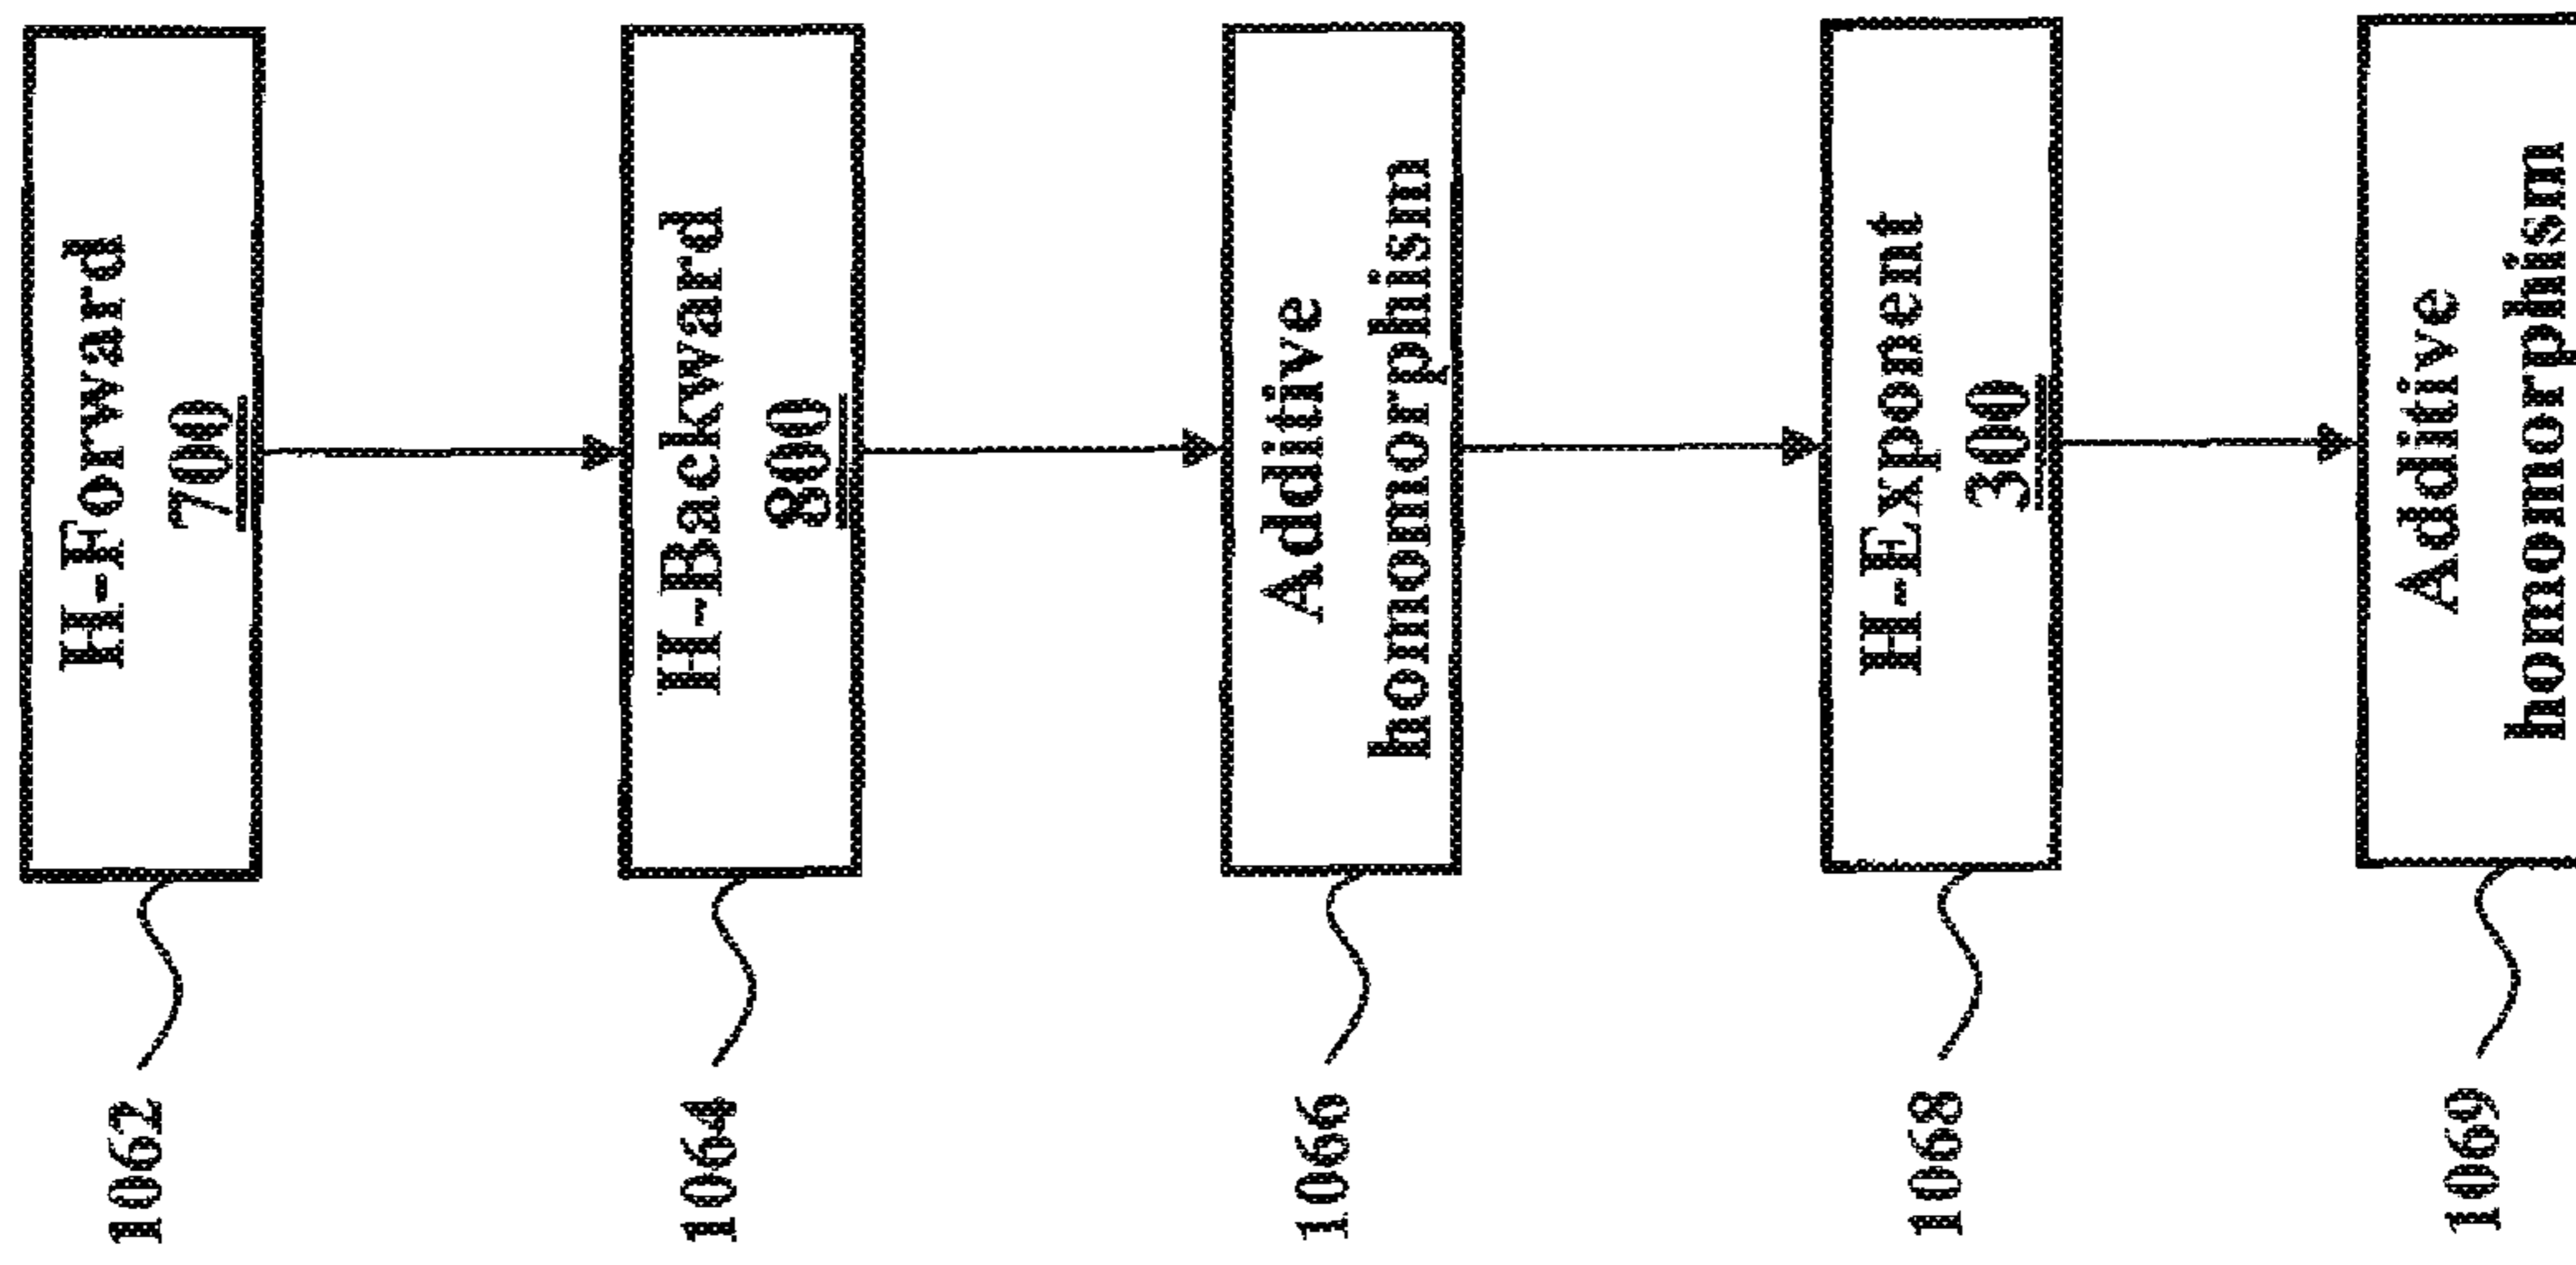 1062
H-Forward
700
1064
H-Backward
800
1066
Additive
homomorphism
1068
H-Exponent
300
1069
Additive
homomorphism